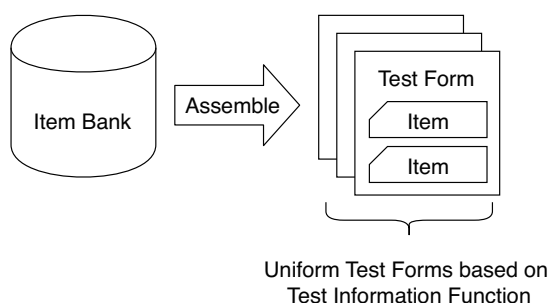 Item Bank
Assemble
Test Form
Item
Item
Uniform Test Forms based on
Test Information Function